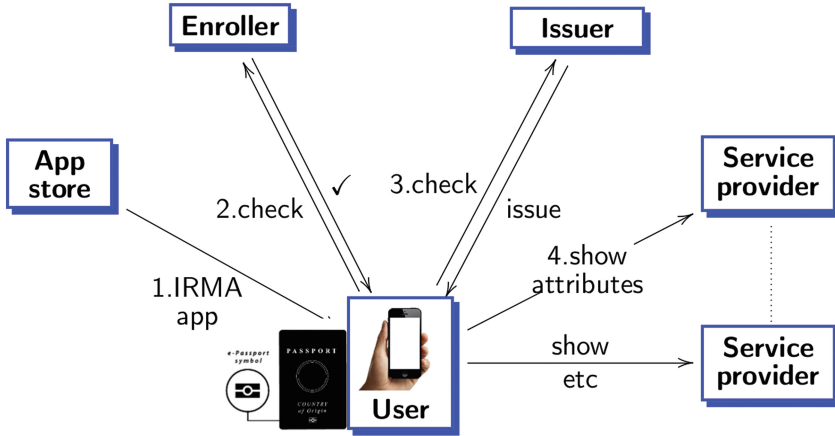 Enroller
Issuer
App
store
Service
provider
2.check
✓
3.check
issue
1.IRMA
app
4.show
attributes
e-Passport
symbol
PASSPORT
COUNTRY
of Origin
User
show
etc
Service
provider